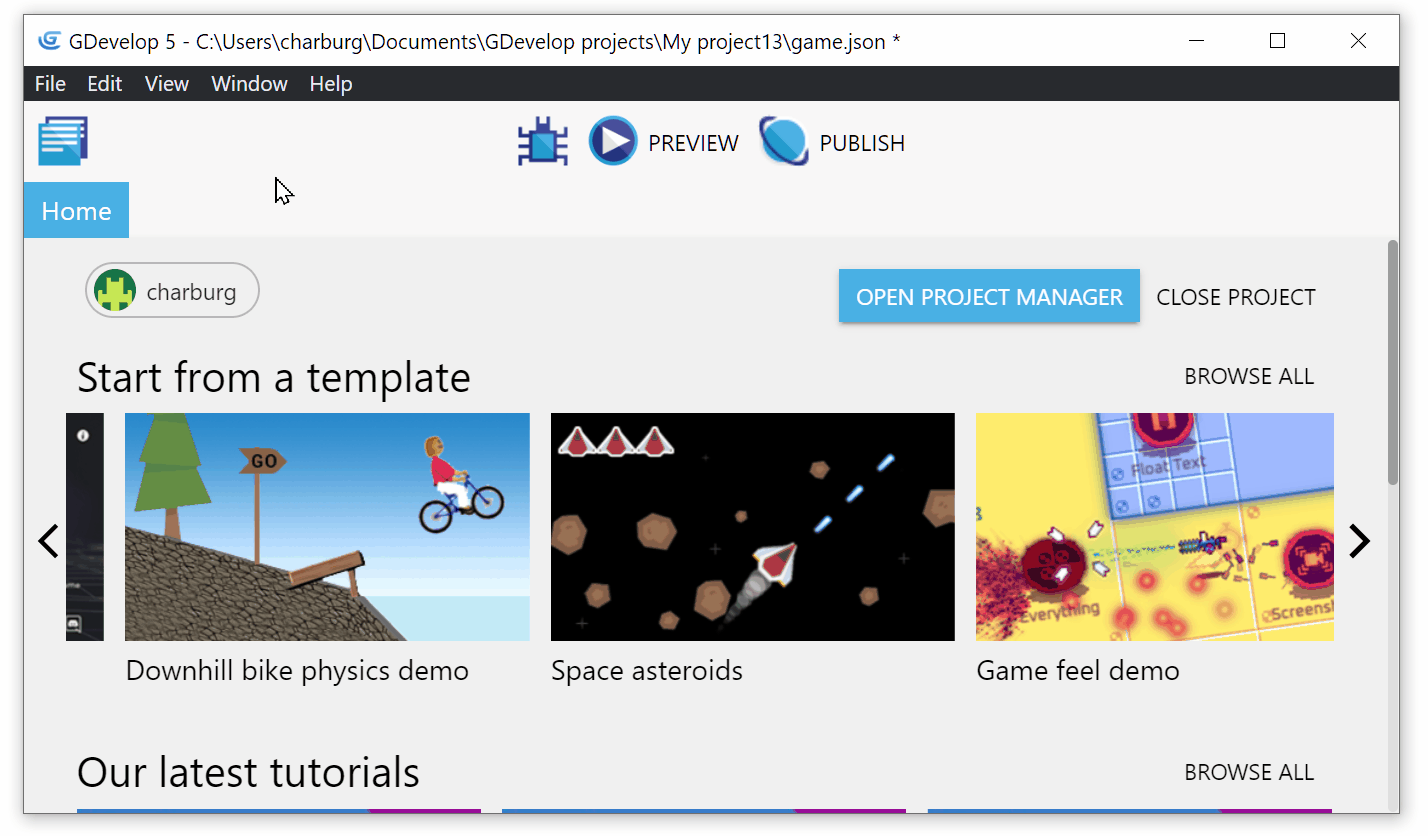 GDevelop 5 - C:\Users\charburg\Documents\GDevelop projects\My project13\game.json *
File Edit View Window Help
PREVIEW PUBLISH
Home
charburg
OPEN PROJECT MANAGER CLOSE PROJECT
Start from a template
BROWSE ALL
GO
Float Text
Everything
Screensh
Downhill bike physics demo
Space asteroids
Game feel demo
Our latest tutorials
BROWSE ALL